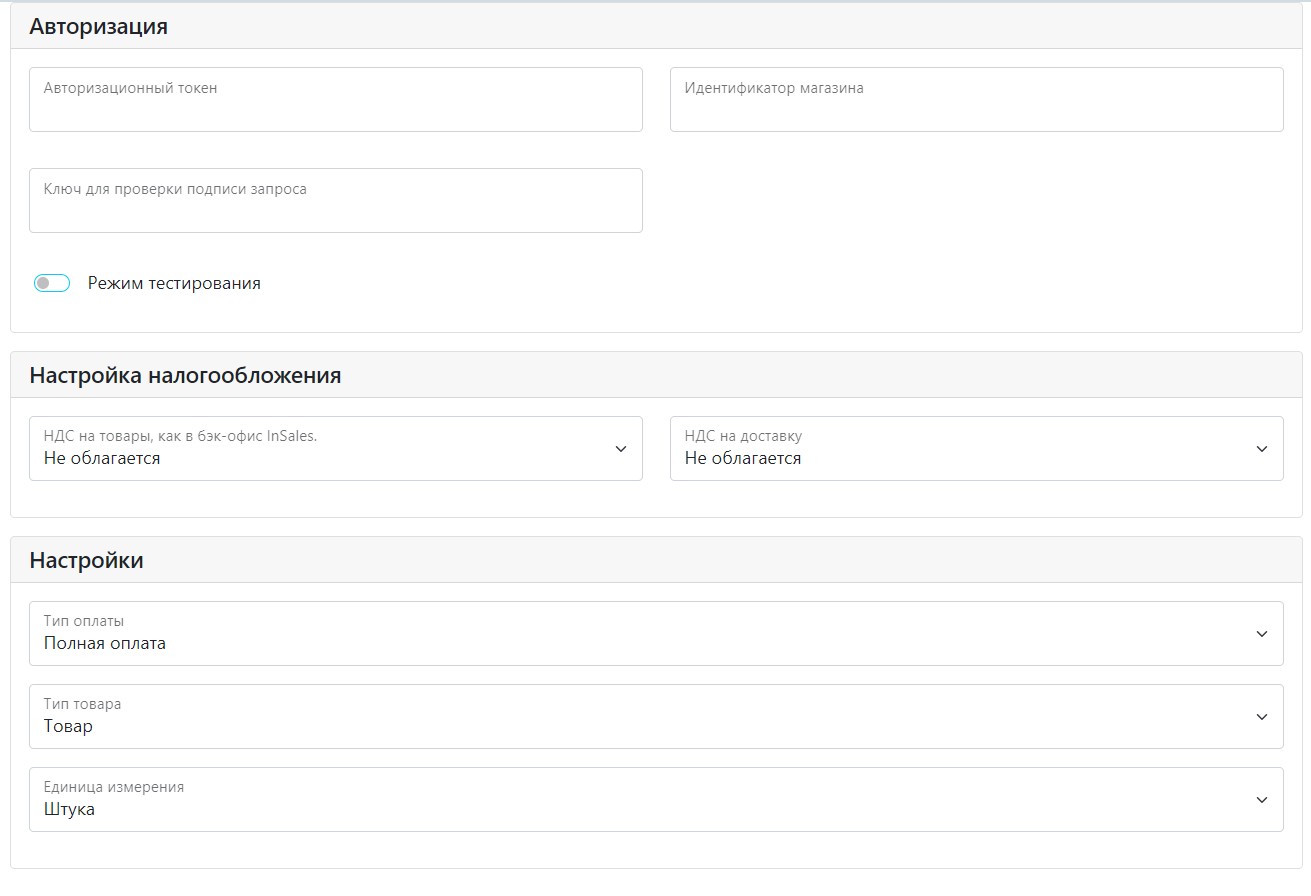 Авторизация
Авторизационный токен
Идентификатор магазина
Ключ для проверки подписи запроса
Режим тестирования
Настройка налогообложения
НДС на товары, как в бэк-офис InSales.
Не облагается
НДС на доставку
Не облагается
Настройки
Тип оплаты
Полная оплата
Тип товара
Товар
Единица измерения
Штука